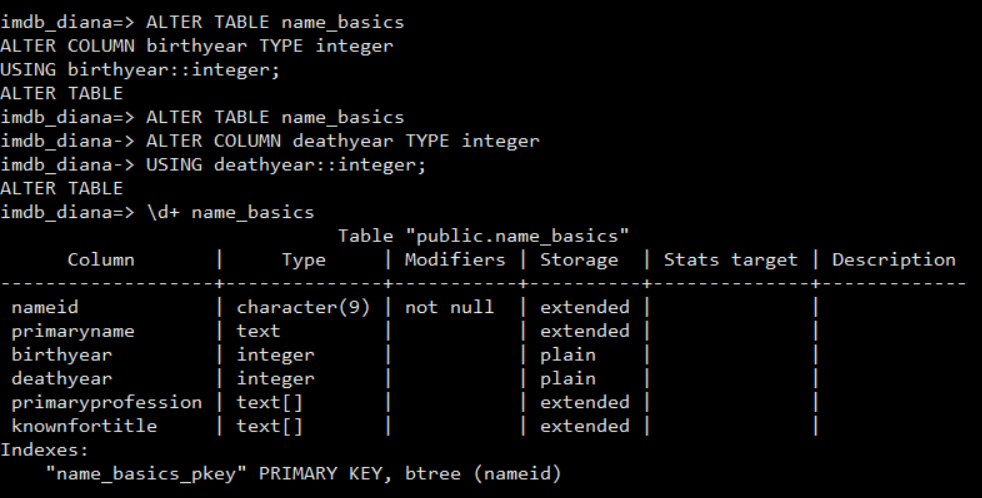 imdb_diana=> ALTER TABLE name_basics
ALTER COLUMN birthyear TYPE integer
USING birthyear::integer;
ALTER TABLE
imdb_diana=> ALTER TABLE name_basics
imdb_diana-> ALTER COLUMN deathyear TYPE integer
imdb_diana-> USING deathyear::integer;
ALTER TABLE
imdb_diana=> \d+ name_basics
                              Table "public.name_basics"
      Column       |     Type     | Modifiers | Storage  | Stats target | Description
-------------------+--------------+-----------+----------+--------------+-------------
 nameid            | character(9) | not null  | extended |              |
 primaryname       | text         |           | extended |              |
 birthyear         | integer      |           | plain    |              |
 deathyear         | integer      |           | plain    |              |
 primaryprofession | text[]       |           | extended |              |
 knownfortitle     | text[]       |           | extended |              |
Indexes:
    "name_basics_pkey" PRIMARY KEY, btree (nameid)